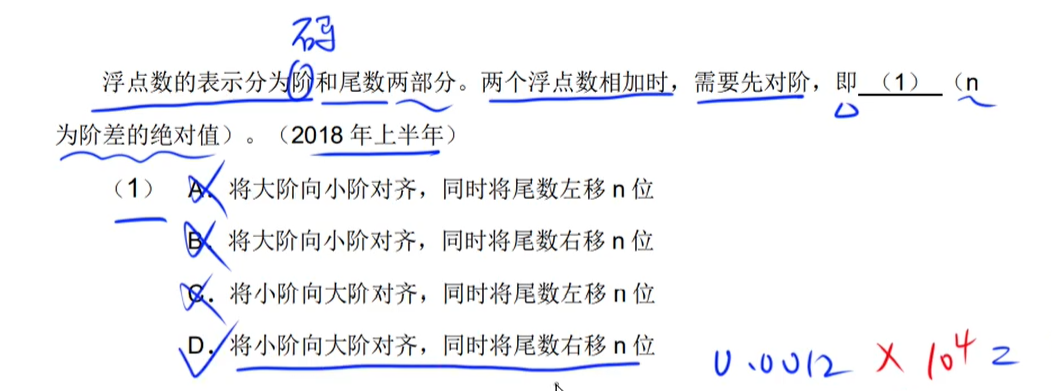 码
浮点数的表示分为阶和尾数两部分。两个浮点数相加时，需要先对阶，即（1）（n
为阶差的绝对值）。（2018 年上半年）
（1） A．将大阶向小阶对齐，同时将尾数左移 n 位
B．将大阶向小阶对齐，同时将尾数右移 n 位
C．将小阶向大阶对齐，同时将尾数左移 n 位
D．将小阶向大阶对齐，同时将尾数右移 n 位
0.0012 × 10⁴ =